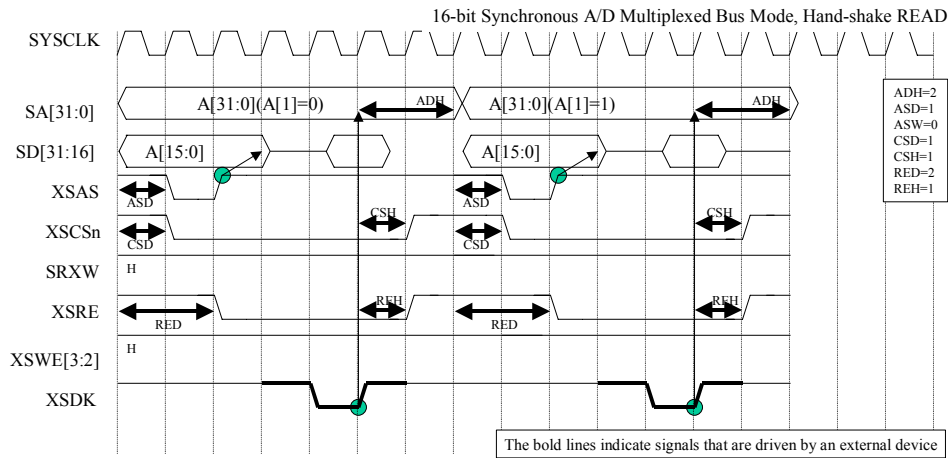 16-bit Synchronous A/D Multiplexed Bus Mode, Hand-shake READ
SYSCLK
SA[31:0]
A[31:0](A[1]=0)
ADH
A[31:0](A[1]=1)
ADH
ADH=2
ASD=1
ASW=0
CSD=1
CSH=1
RED=2
REH=1
SD[31:16]
A[15:0]
A[15:0]
XSAS
ASD
ASD
XSCSn
CSD
CSH
CSD
CSH
SRXW
H
XSRE
RED
REH
RED
REH
XSWE[3:2]
H
XSDK
The bold lines indicate signals that are driven by an external device